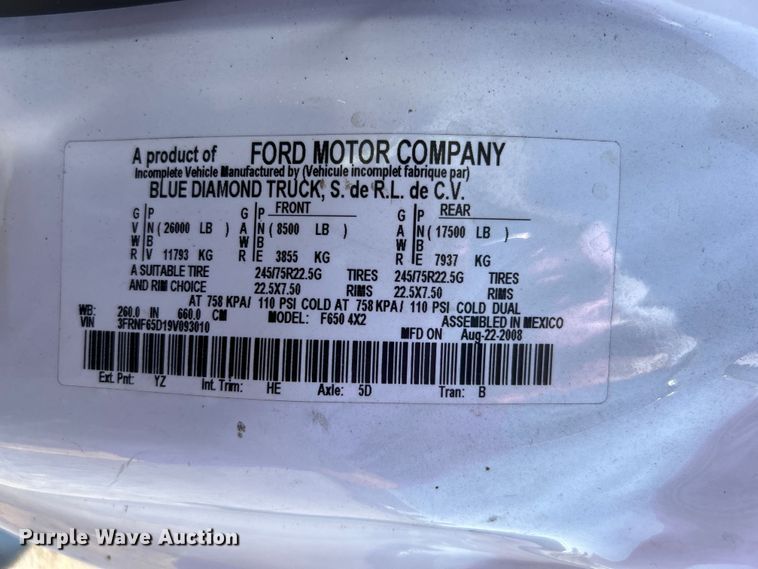 A product of FORD MOTOR COMPANY
Incomplete Vehicle Manufactured by (Vehicule incomplet fabrique par)
BLUE DIAMOND TRUCK, S. de R.L. de C.V.
G P G P FRONT G P REAR
V N (26000 LB) A N (8500 LB) A N (17500 LB)
W B W B W B
R V 11793 KG R E 3855 KG R E 7937 KG
A SUITABLE TIRE 245/75R22.5G TIRES 245/75R22.5G TIRES
AND RIM CHOICE 22.5X7.50 RIMS 22.5X7.50 RIMS
AT 758 KPA/ 110 PSI COLD AT 758 KPA/ 110 PSI COLD DUAL
WB: 260.0 IN 660.0 CM MODEL: F650 4X2 ASSEMBLED IN MEXICO
VIN 3FRNF65D19V093010 MFD ON Aug-22-2008
Ext. Pnt: YZ Int. Trim: HE Axle: 5D Tran: B
Purple Wave Auction